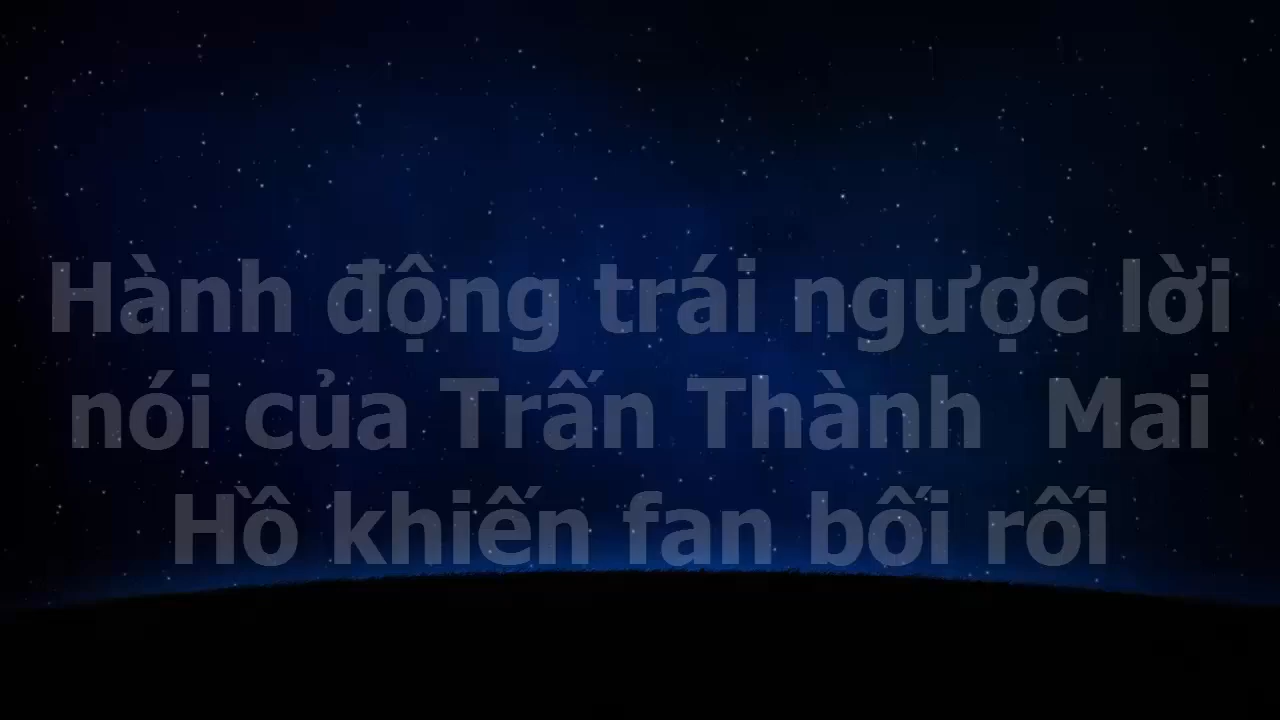 Hành động trái ngược lời
nói của Trấn Thành Mai
Hồ khiến fan bối rối